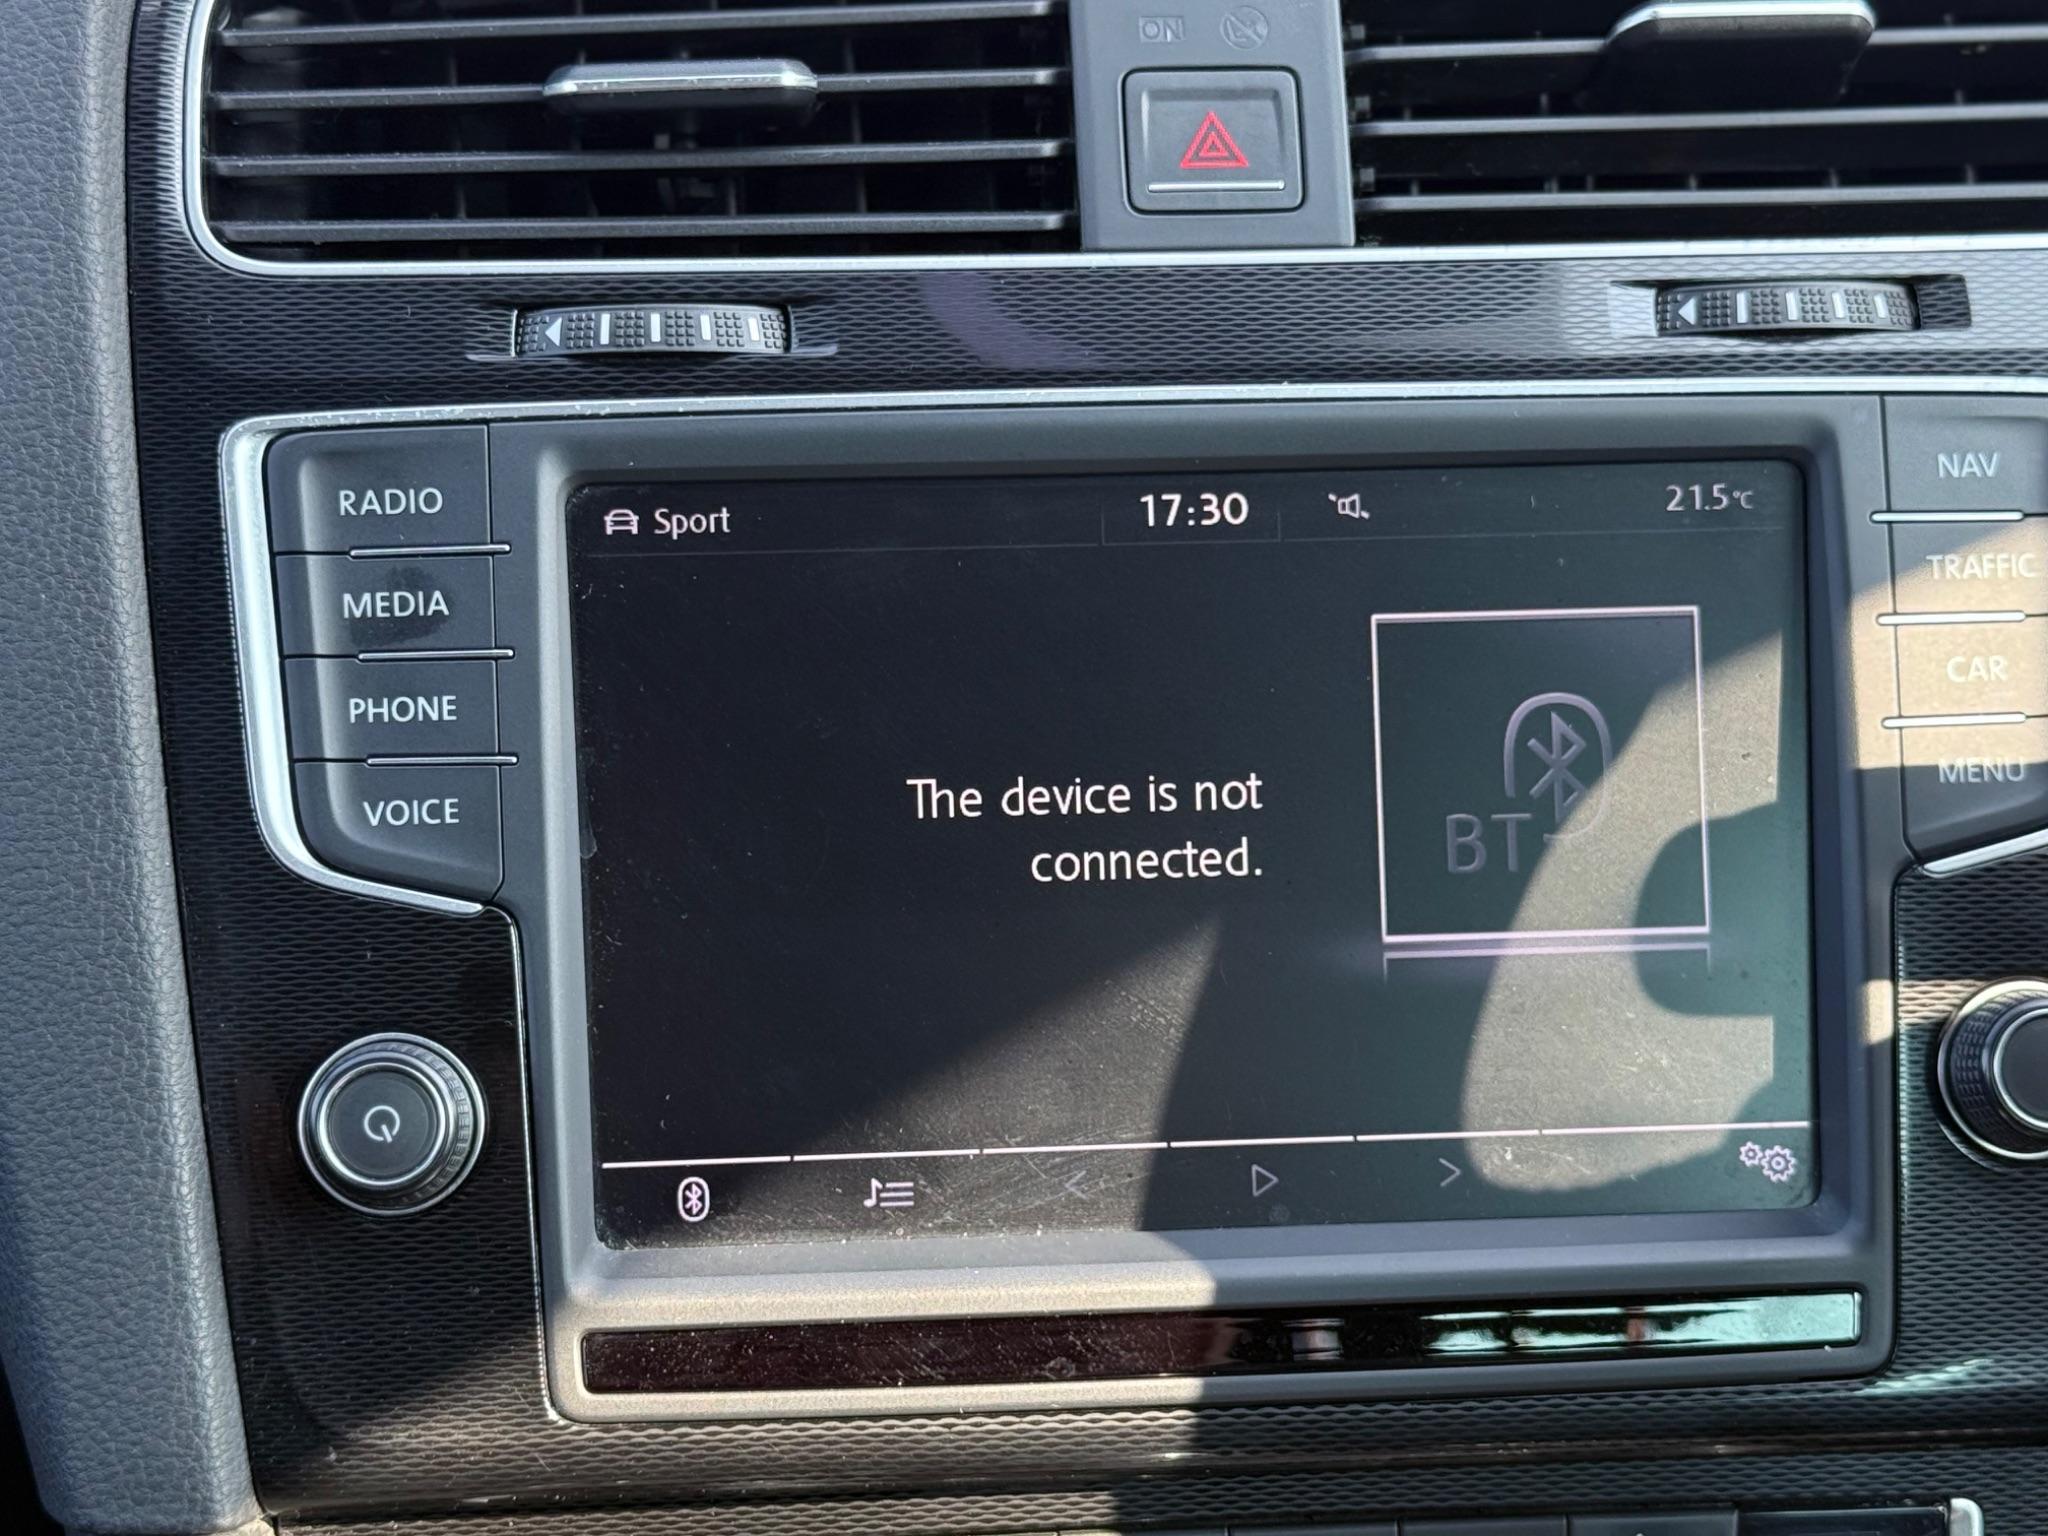 ON
RADIO
MEDIA
PHONE
VOICE
Sport
17:30
21.5°C
The device is not
connected.
BT
NAV
TRAFFIC
CAR
MENU